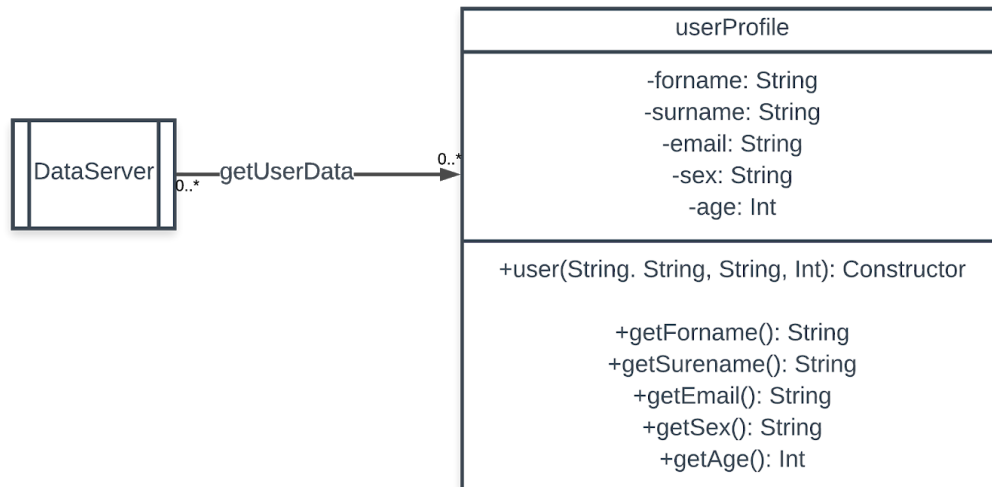 userProfile
-forname: String
-surname: String
-email: String
-sex: String
-age: Int
DataServer
0..*
getUserData
0..*
+user(String. String, String, Int): Constructor
+getForname(): String
+getSurename(): String
+getEmail(): String
+getSex(): String
+getAge(): Int